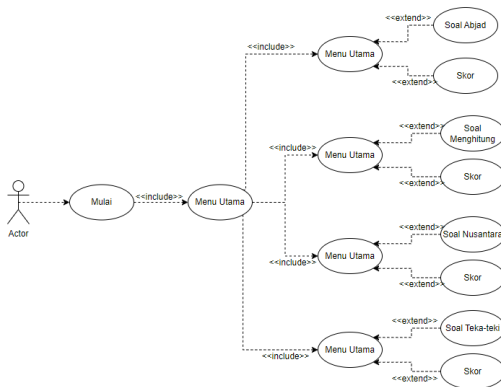 Actor
Mulai
<<include>>
Menu Utama
<<include>>
Menu Utama
<<extend>>
Soal Abjad
<<extend>>
Skor
<<include>>
Menu Utama
<<extend>>
Soal
Menghitung
<<extend>>
Skor
<<include>>
Menu Utama
<<extend>>
Soal Nusantara
<<extend>>
Skor
<<include>>
Menu Utama
<<extend>>
Soal Teka-teki
<<extend>>
Skor